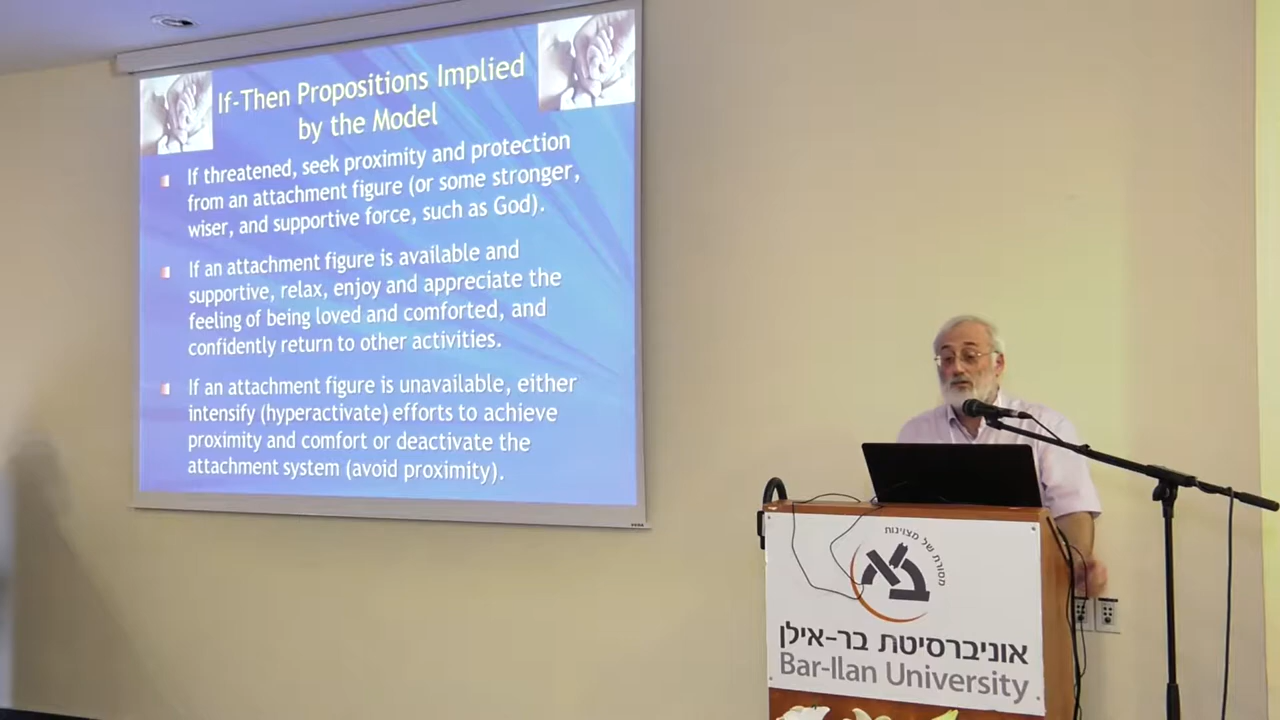 If-Then Propositions Implied
by the Model
If threatened, seek proximity and protection
from an attachment figure (or some stronger,
wiser, and supportive force, such as God).
If an attachment figure is available and
supportive, relax, enjoy and appreciate the
feeling of being loved and comforted, and
confidently return to other activities.
If an attachment figure is unavailable, either
intensify (hyperactivate) efforts to achieve
proximity and comfort or deactivate the
attachment system (avoid proximity).
מסורת של מצוינות
בא
אוניברסיטת בר-אילן
Bar-Ilan University